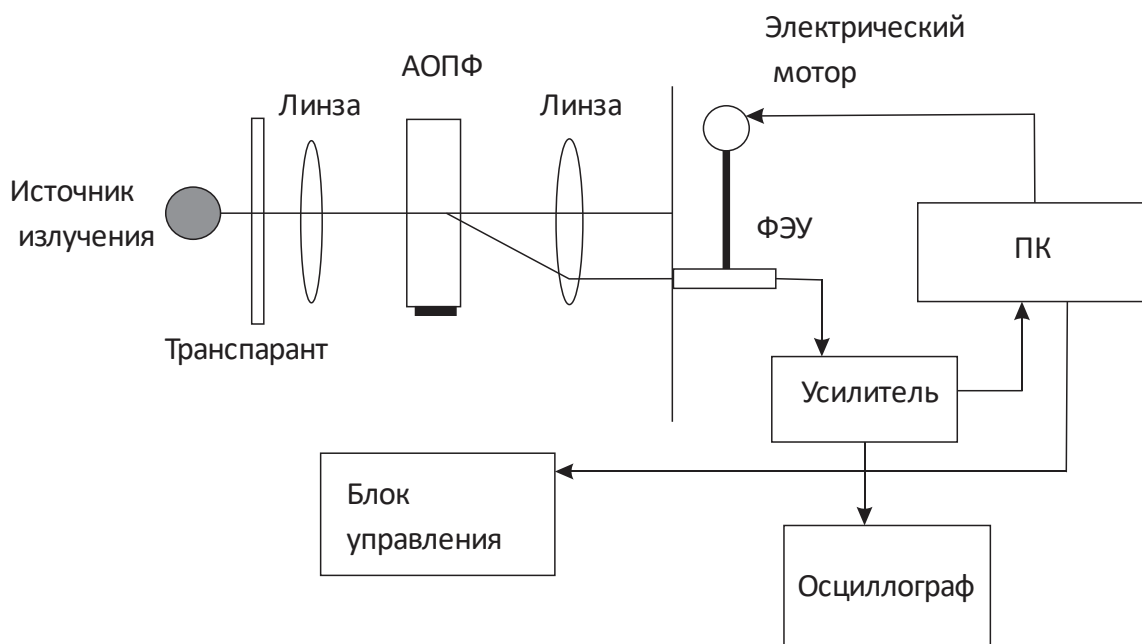 Электрический
мотор
АОПФ
Линза
Линза
Источник
излучения
ФЭУ
ПК
Транспарант
Усилитель
Блок
управления
Осциллограф